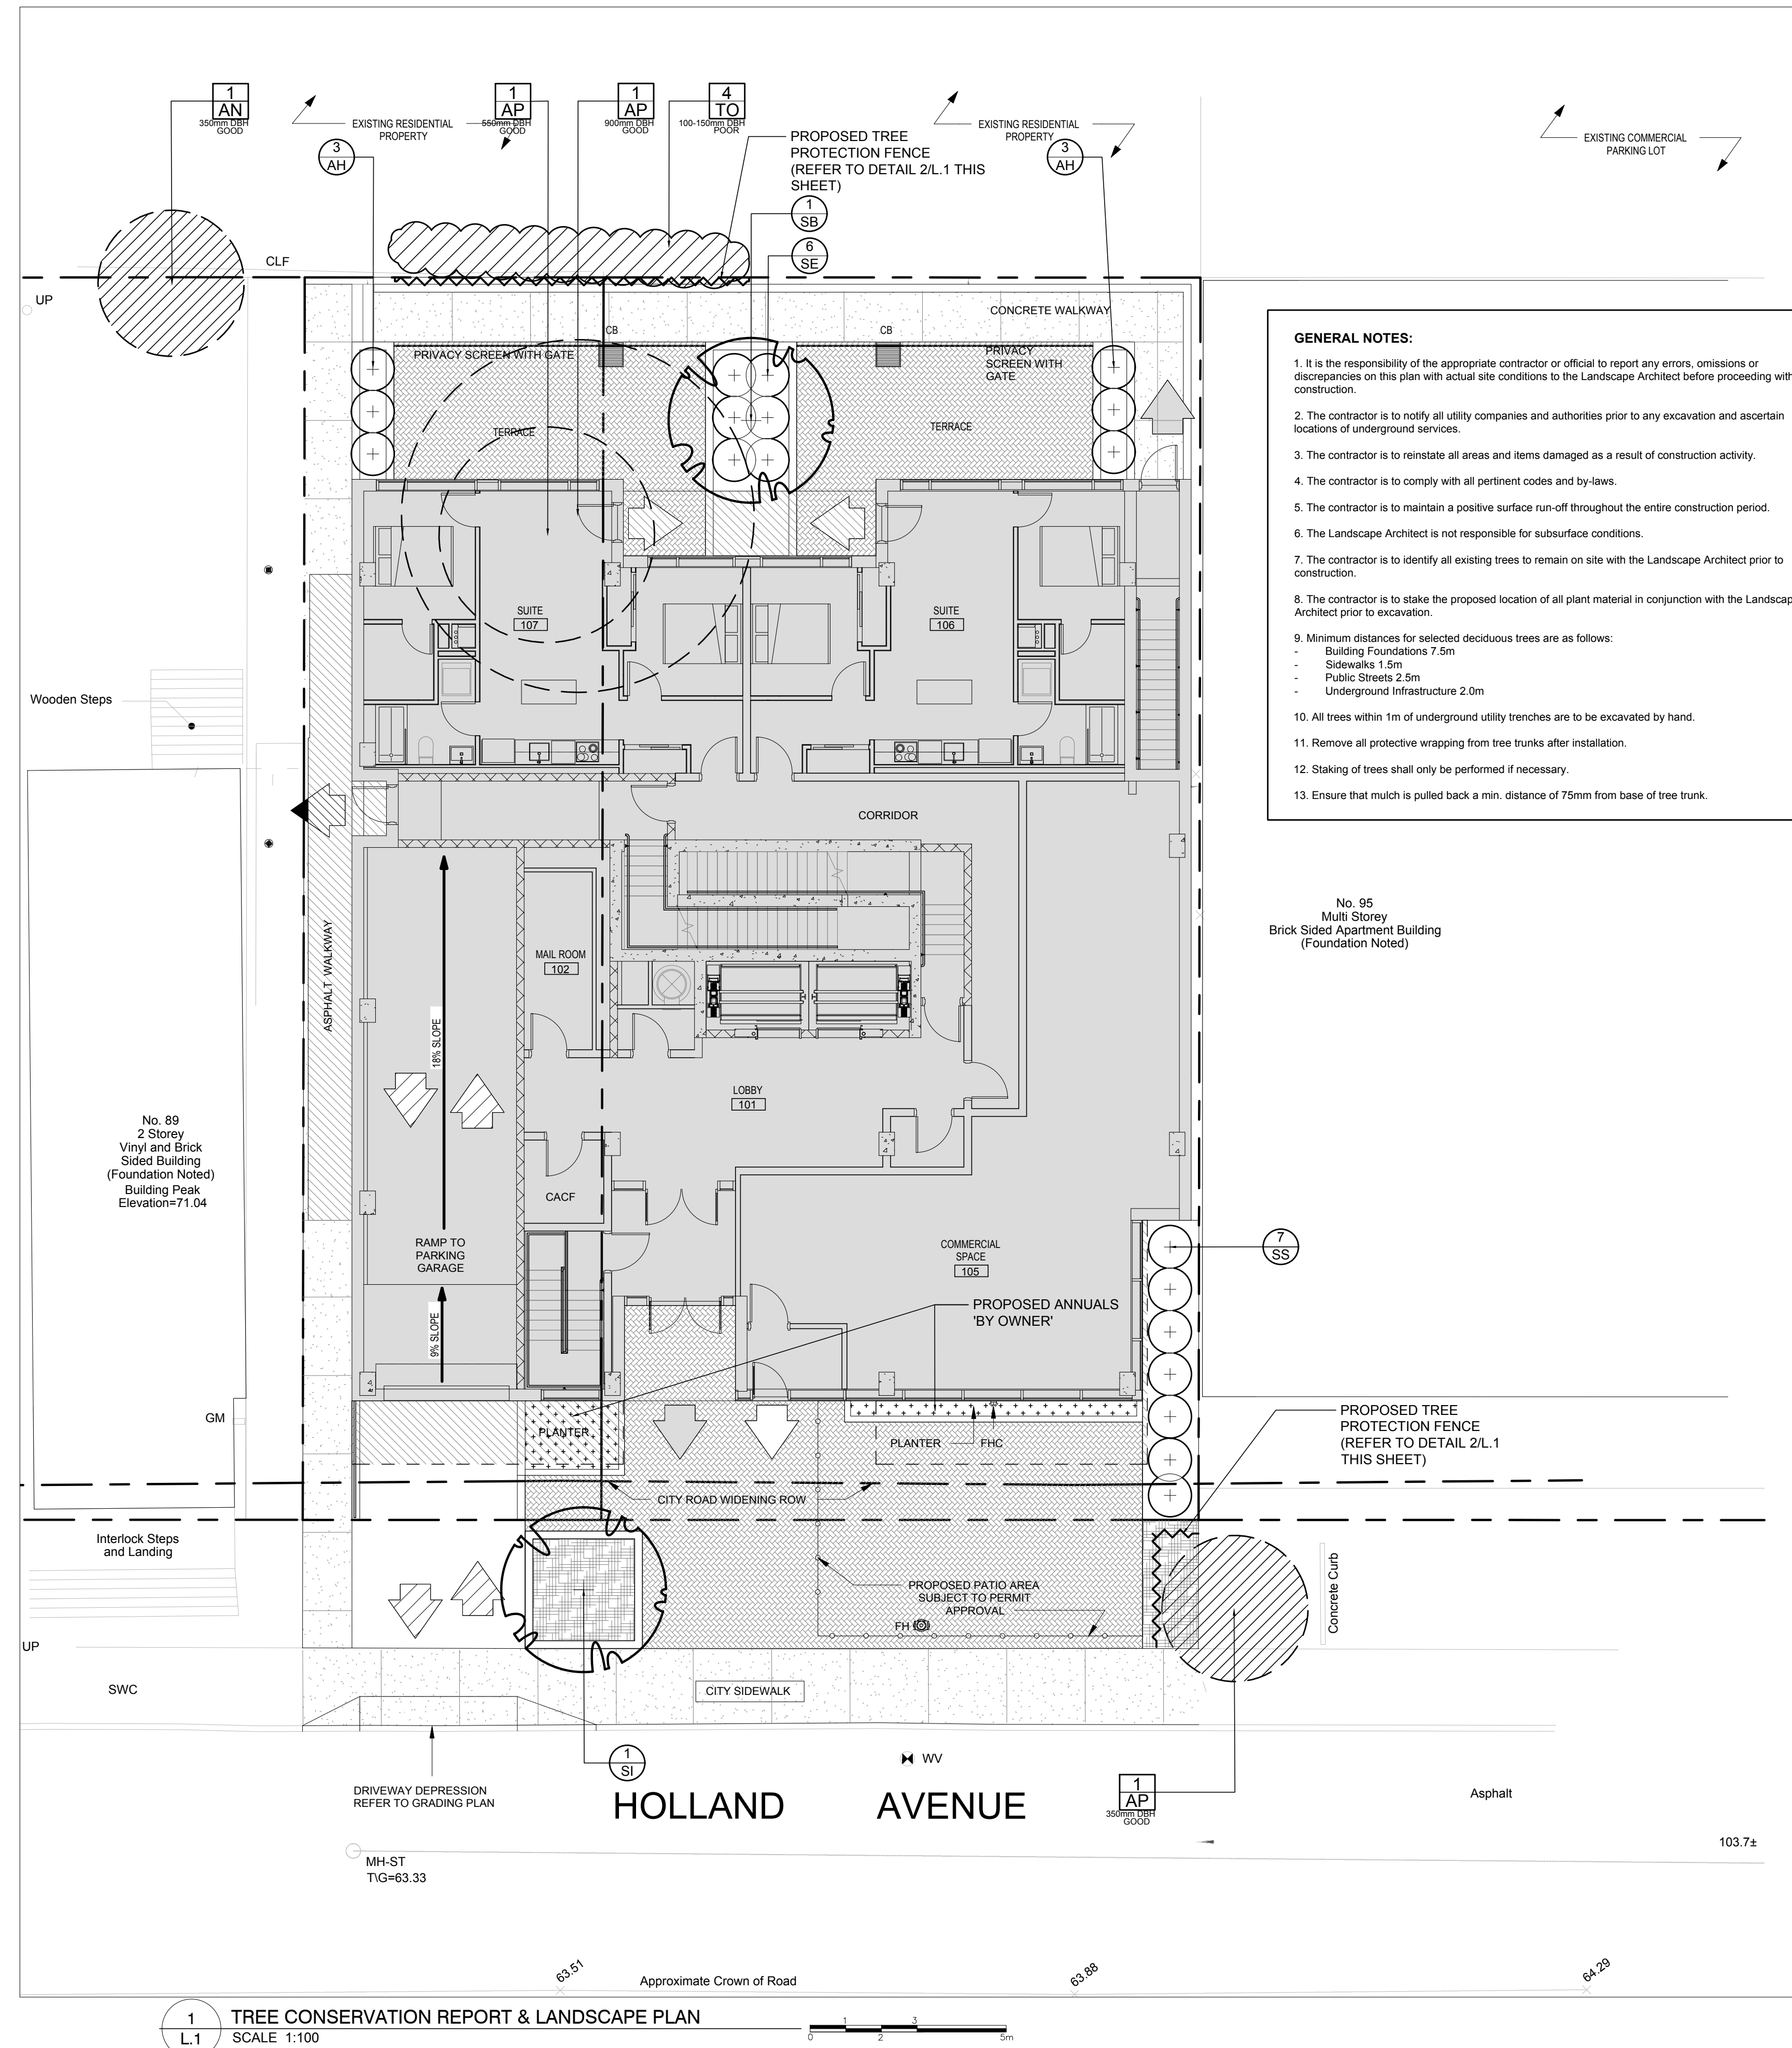 1
AN
350mm DBH
GOOD
EXISTING RESIDENTIAL
PROPERTY
1
AP
550mm DBH
GOOD
1
AP
900mm DBH
GOOD
4
TO
100-150mm DBH
POOR
3
AH
PROPOSED TREE
PROTECTION FENCE
(REFER TO DETAIL 2/L.1 THIS
SHEET)
EXISTING RESIDENTIAL
PROPERTY
3
AH
EXISTING COMMERCIAL
PARKING LOT
1
SB
6
SE
CLF
UP
CONCRETE WALKWAY
CB
CB
PRIVACY SCREEN WITH GATE
PRIVACY
SCREEN WITH
GATE
TERRACE
TERRACE
GENERAL NOTES:
1. It is the responsibility of the appropriate contractor or official to report any errors, omissions or
discrepancies on this plan with actual site conditions to the Landscape Architect before proceeding with
construction.
2. The contractor is to notify all utility companies and authorities prior to any excavation and ascertain
locations of underground services.
3. The contractor is to reinstate all areas and items damaged as a result of construction activity.
4. The contractor is to comply with all pertinent codes and by-laws.
5. The contractor is to maintain a positive surface run-off throughout the entire construction period.
6. The Landscape Architect is not responsible for subsurface conditions.
7. The contractor is to identify all existing trees to remain on site with the Landscape Architect prior to
construction.
8. The contractor is to stake the proposed location of all plant material in conjunction with the Landscap
Architect prior to excavation.
9. Minimum distances for selected deciduous trees are as follows:
- Building Foundations 7.5m
- Sidewalks 1.5m
- Public Streets 2.5m
- Underground Infrastructure 2.0m
10. All trees within 1m of underground utility trenches are to be excavated by hand.
11. Remove all protective wrapping from tree trunks after installation.
12. Staking of trees shall only be performed if necessary.
13. Ensure that mulch is pulled back a min. distance of 75mm from base of tree trunk.
SUITE
107
SUITE
106
Wooden Steps
CORRIDOR
No. 95
Multi Storey
Brick Sided Apartment Building
(Foundation Noted)
ASPHALT WALKWAY
MAIL ROOM
102
18% SLOPE
LOBBY
101
No. 89
2 Storey
Vinyl and Brick
Sided Building
(Foundation Noted)
Building Peak
Elevation=71.04
CACF
RAMP TO
PARKING
GARAGE
COMMERCIAL
SPACE
105
7
SS
9% SLOPE
PROPOSED ANNUALS
'BY OWNER'
GM
PLANTER
PLANTER
FHC
PROPOSED TREE
PROTECTION FENCE
(REFER TO DETAIL 2/L.1
THIS SHEET)
CITY ROAD WIDENING ROW
Interlock Steps
and Landing
PROPOSED PATIO AREA
SUBJECT TO PERMIT
APPROVAL
FH
Concrete Curb
UP
SWC
CITY SIDEWALK
1
SI
WV
DRIVEWAY DEPRESSION
REFER TO GRADING PLAN
HOLLAND AVENUE
1
AP
350mm DBH
GOOD
Asphalt
103.7±
MH-ST
T\G=63.33
63.51
Approximate Crown of Road
63.88
64.29
1
L.1
TREE CONSERVATION REPORT & LANDSCAPE PLAN
SCALE 1:100
0 1 2 3 5m